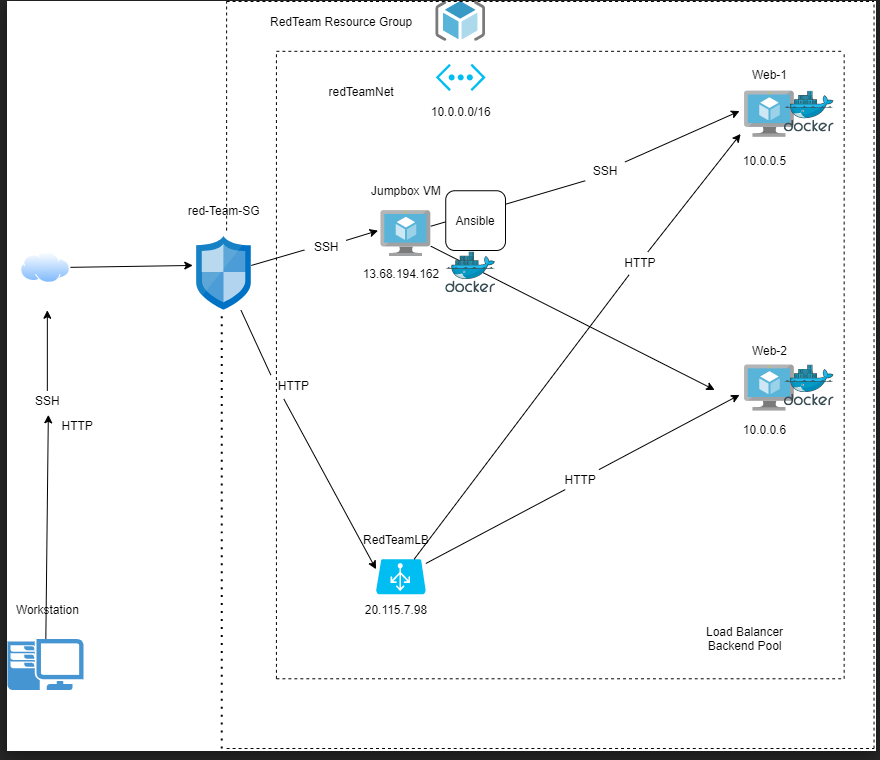 RedTeam Resource Group
redTeamNet
10.0.0.0/16
Web-1
docker
10.0.0.5
SSH
Jumpbox VM
Ansible
red-Team-SG
SSH
13.68.194.162
docker
HTTP
Web-2
docker
10.0.0.6
HTTP
SSH
HTTP
HTTP
RedTeamLB
20.115.7.98
Workstation
Load Balancer
Backend Pool